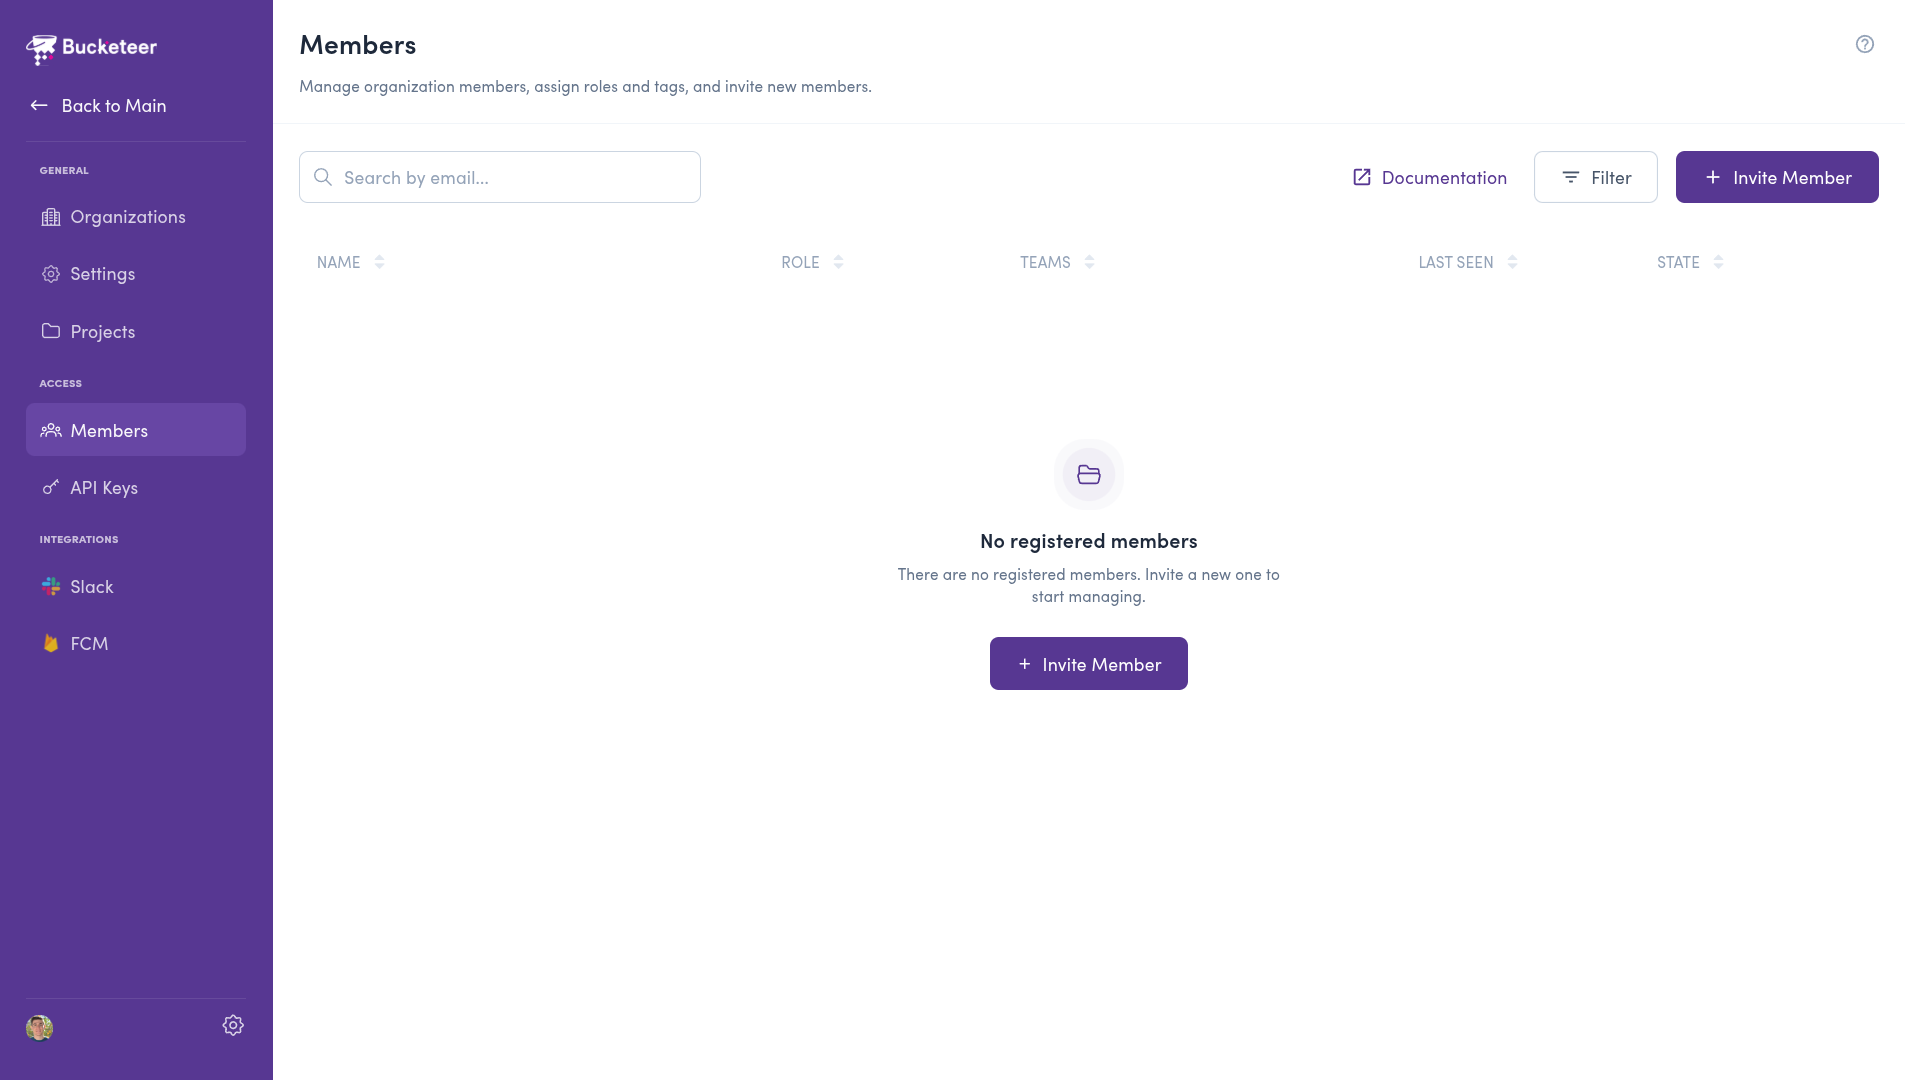 Bucketeer
Back to Main
GENERAL
Organizations
Settings
Projects
ACCESS
Members
API Keys
INTEGRATIONS
Slack
FCM
Members
Manage organization members, assign roles and tags, and invite new members.
Search by email...
Documentation
Filter
Invite Member
NAME
ROLE
TEAMS
LAST SEEN
STATE
No registered members
There are no registered members. Invite a new one to
start managing.
Invite Member